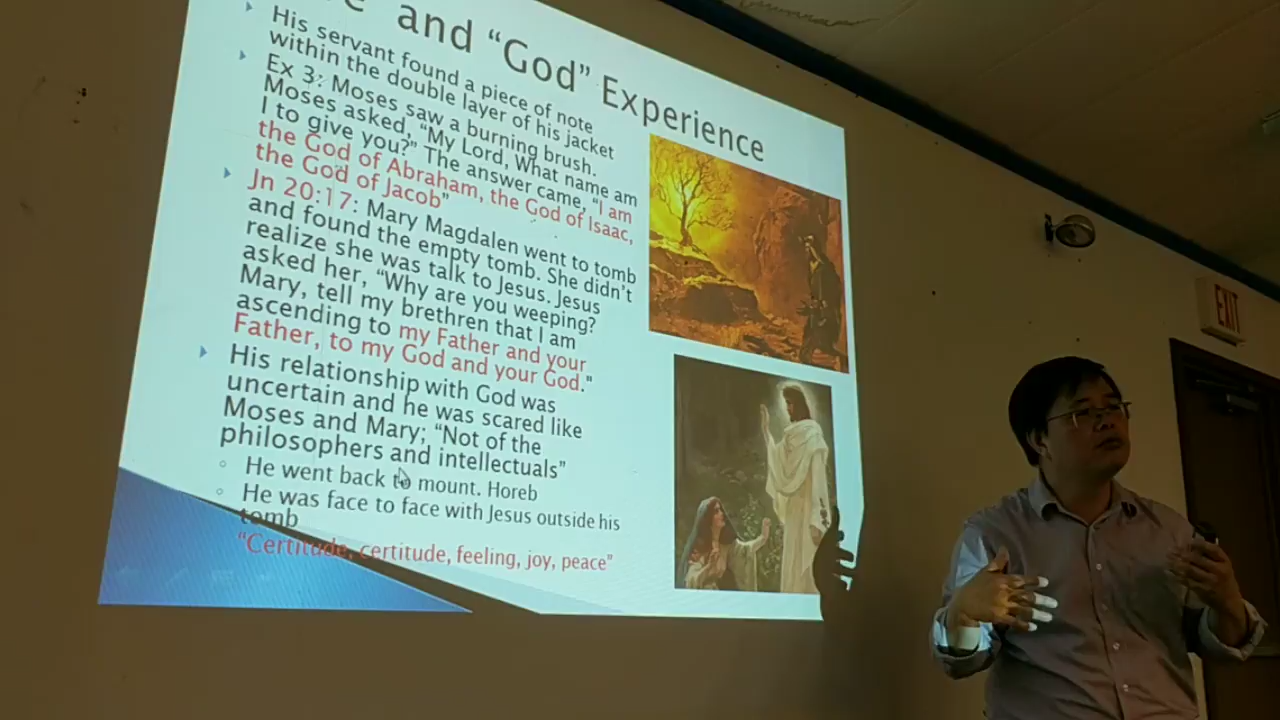 and "God" Experience
His servant found a piece of note
within the double layer of his jacket
Ex 3: Moses saw a burning brush.
Moses asked, "My Lord, What name am
I to give you?" The answer came, "I am
the God of Abraham, the God of Isaac,
the God of Jacob"
Jn 20:17: Mary Magdalen went to tomb
and found the empty tomb. She didn't
realize she was talk to Jesus. Jesus
asked her, "Why are you weeping?
Mary, tell my brethren that I am
ascending to my Father and your
Father, to my God and your God."
His relationship with God was
uncertain and he was scared like
Moses and Mary; "Not of the
philosophers and intellectuals"
He went back to mount. Horeb
He was face to face with Jesus outside his
tomb
"Certitude, certitude, feeling, joy, peace"
EXIT